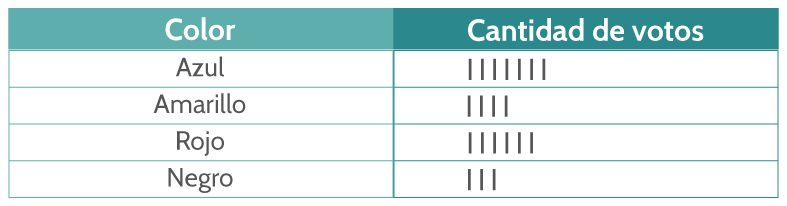 Color Cantidad de votos
Azul | | | | | | |
Amarillo | | | |
Rojo | | | | | |
Negro | | |